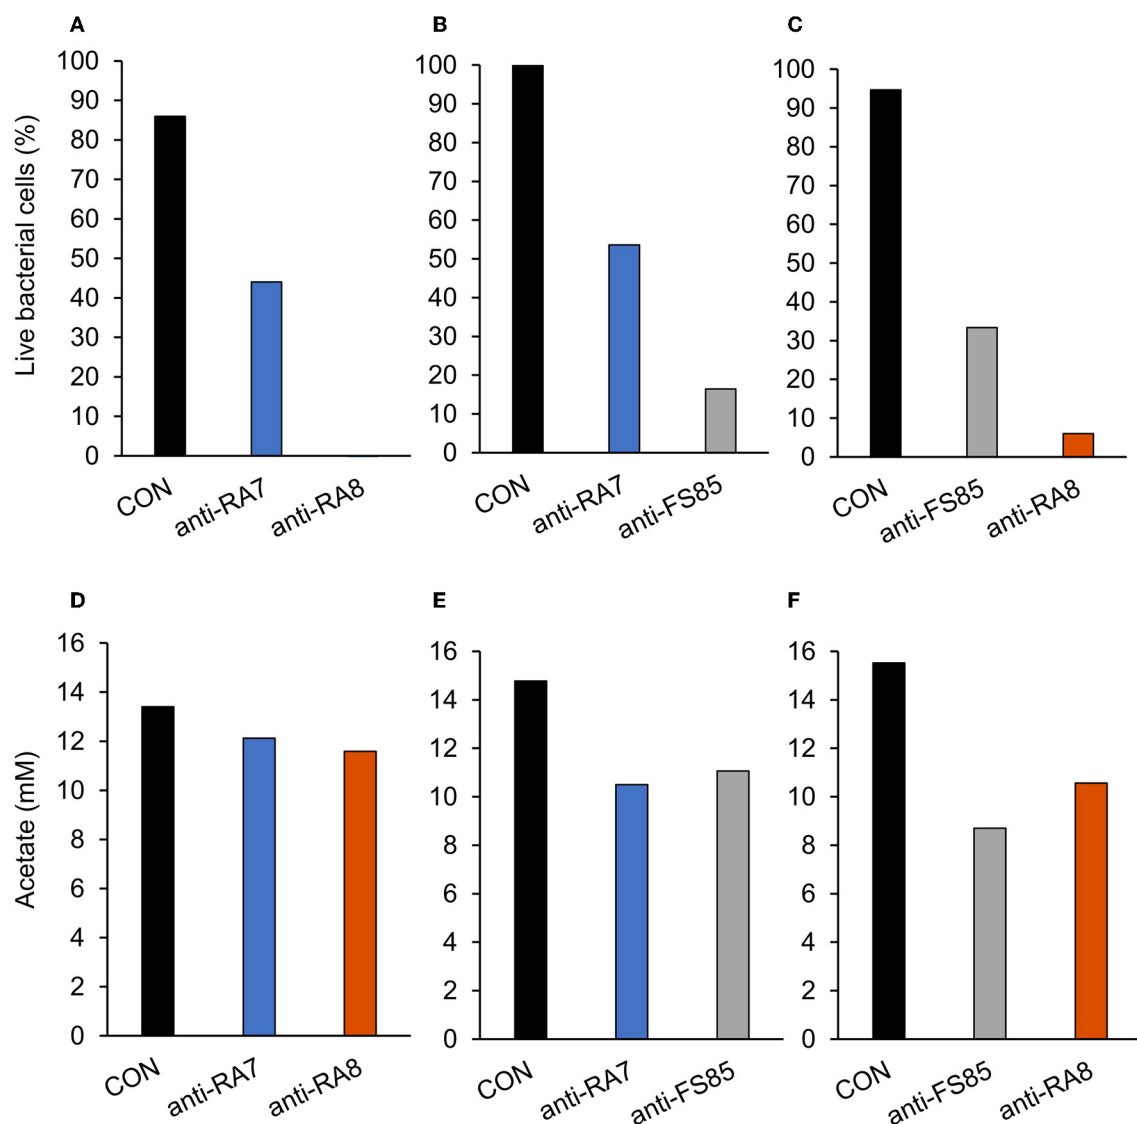 A
B
C
Live bacterial cells (%)
100
90
80
70
60
50
40
30
20
10
0
CON
anti-RA7
anti-RA8
100
90
80
70
60
50
40
30
20
10
0
CON
anti-RA7
anti-FS85
100
90
80
70
60
50
40
30
20
10
0
CON
anti-FS85
anti-RA8
D
E
F
Acetate (mM)
16
14
12
10
8
6
4
2
0
CON
anti-RA7
anti-RA8
16
14
12
10
8
6
4
2
0
CON
anti-RA7
anti-FS85
16
14
12
10
8
6
4
2
0
CON
anti-FS85
anti-RA8